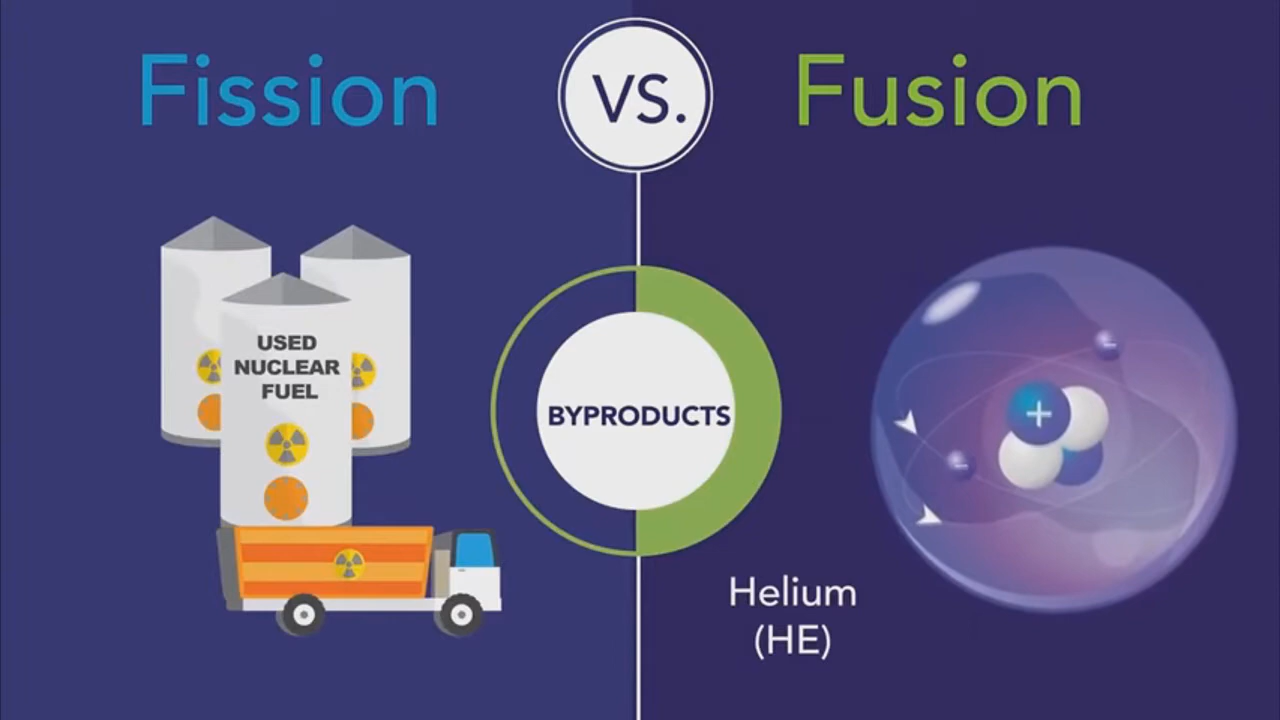 Fission
VS.
Fusion
USED
NUCLEAR
FUEL
BYPRODUCTS
+
-
-
Helium
(HE)